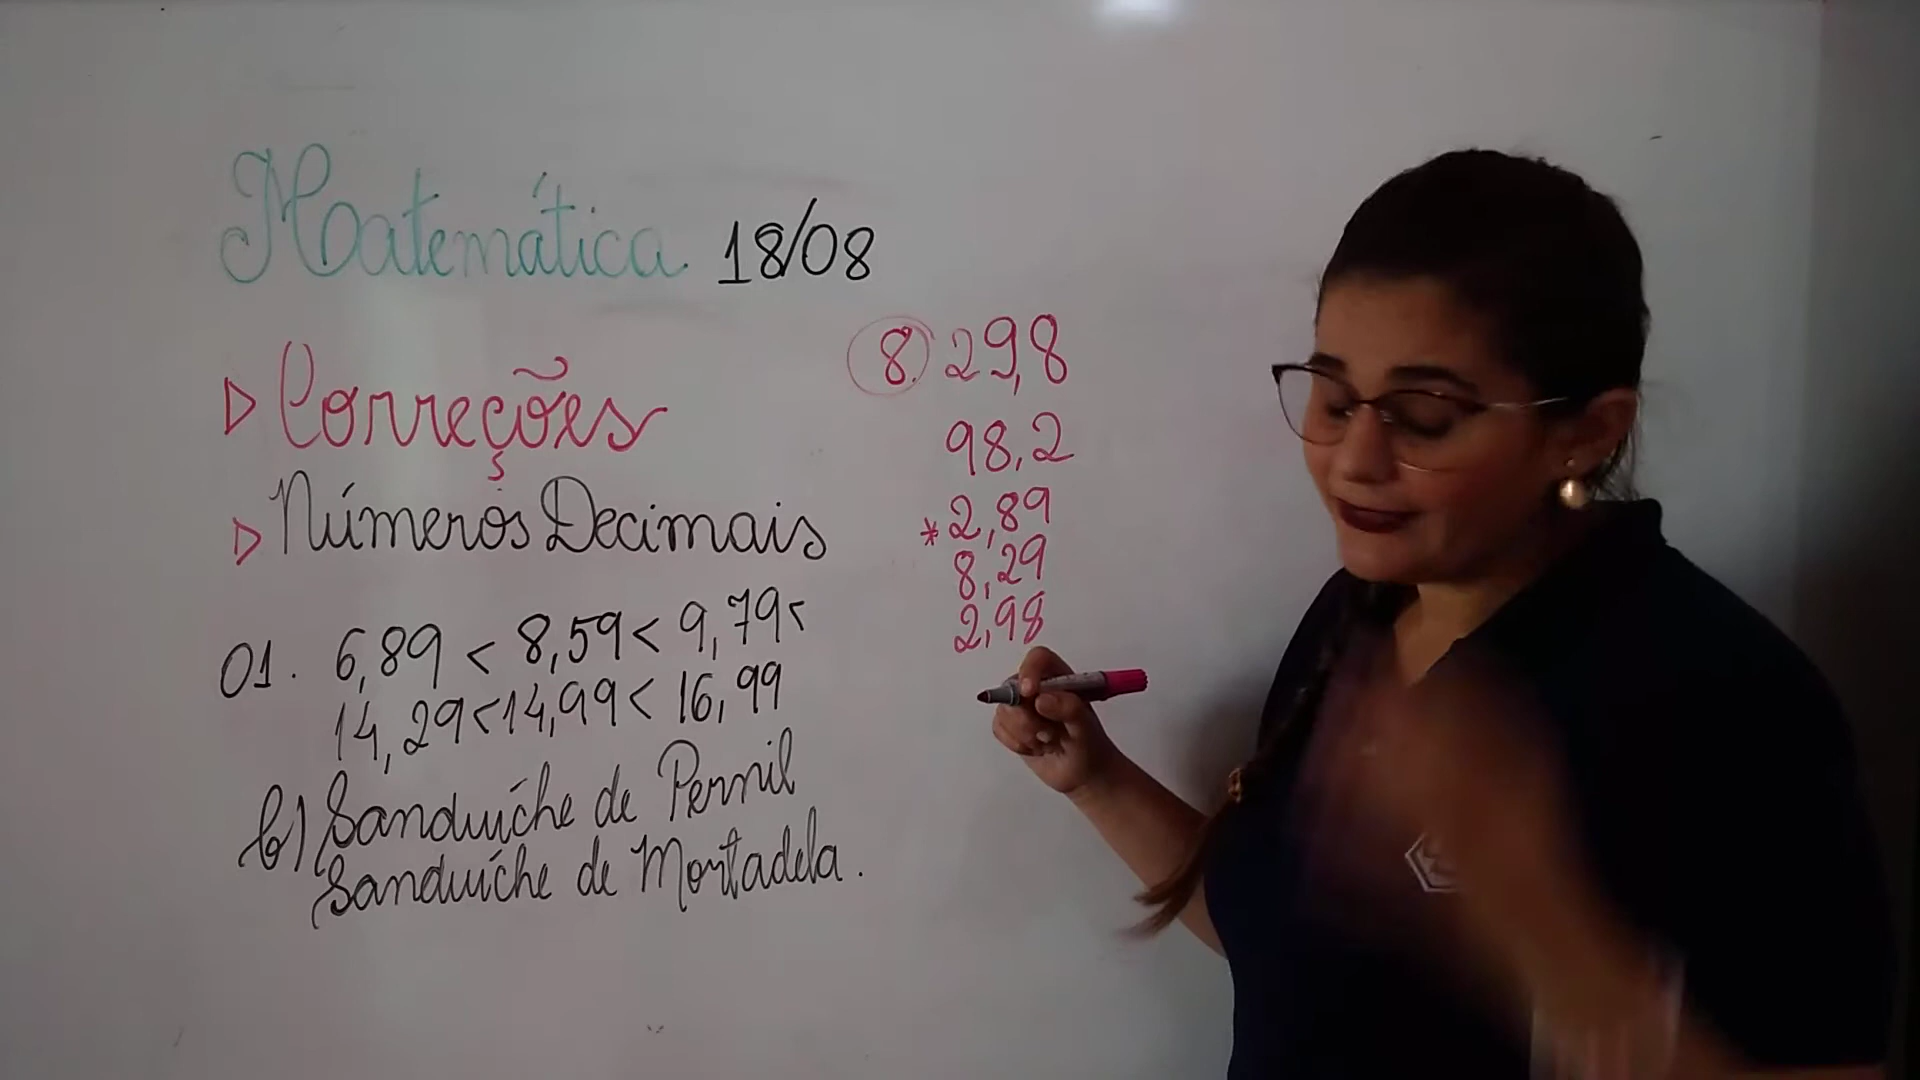 Matemática 18/08
▷ Correções
▷ Números Decimais
01. 6,89 < 8,59 < 9,79 <
14,29 < 14,99 < 16,99
b) Sanduíche de Pernil
Sanduíche de Mortadela.
8. 29,8
98,2
* 2,89
8,29
2,98